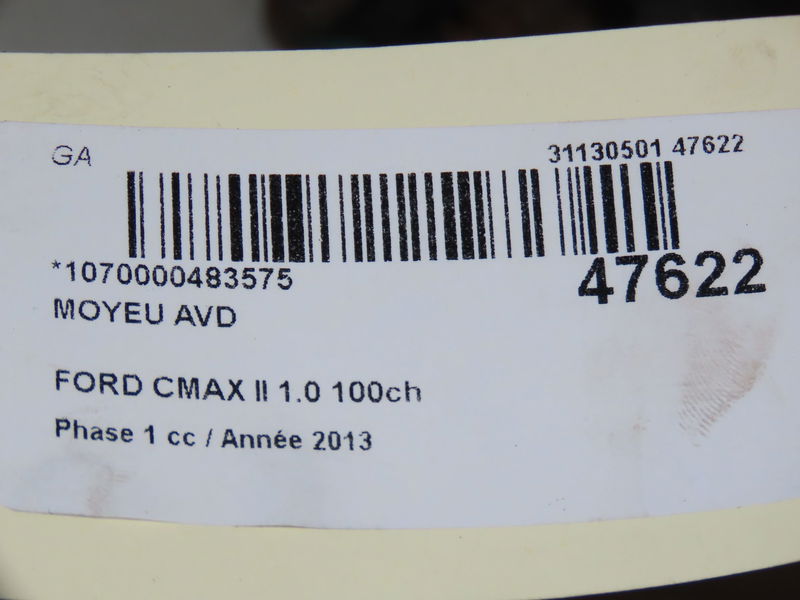 GA
31130501 47622
*1070000483575
47622
MOYEU AVD
FORD CMAX II 1.0 100ch
Phase 1 cc / Année 2013